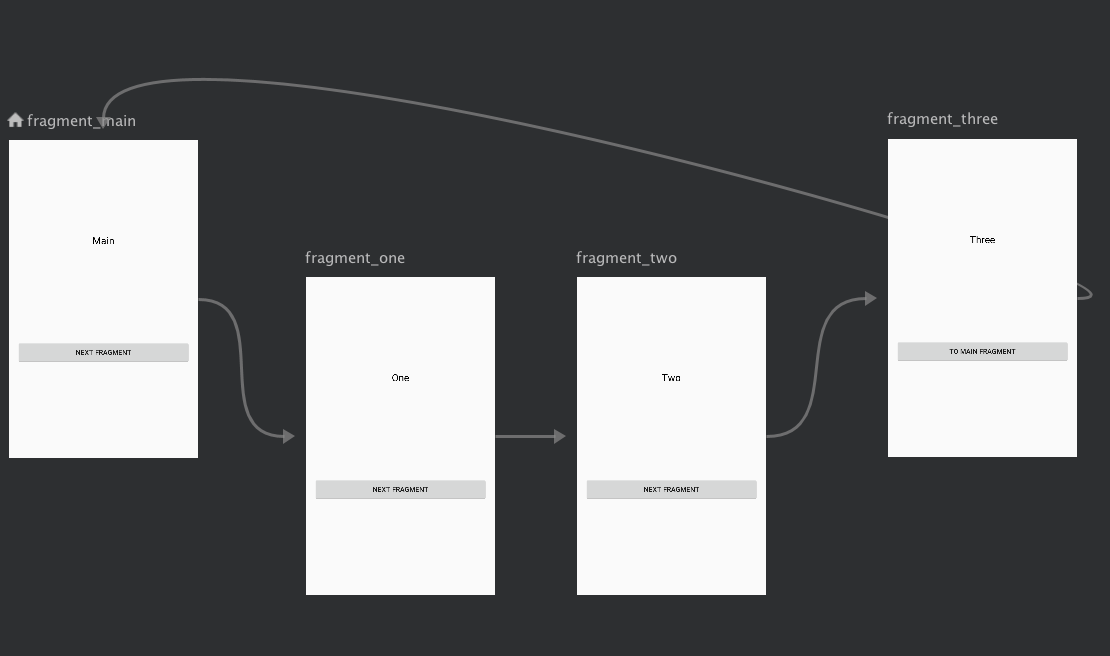 fragment_main
Main
NEXT FRAGMENT
fragment_one
One
NEXT FRAGMENT
fragment_two
Two
NEXT FRAGMENT
fragment_three
Three
TO MAIN FRAGMENT